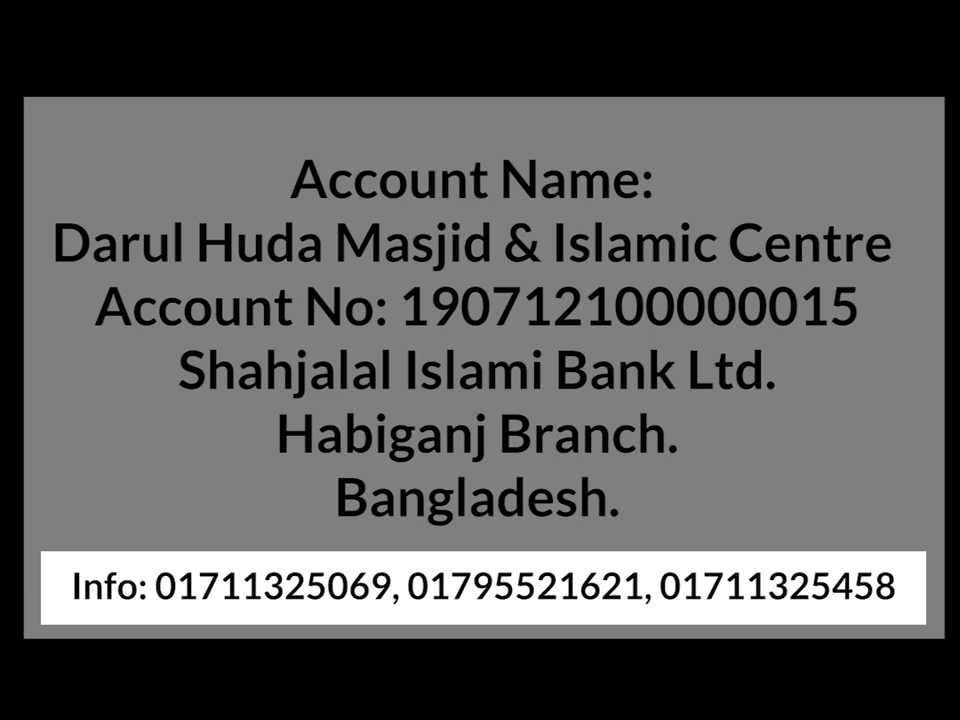 Account Name:
Darul Huda Masjid & Islamic Centre
Account No: 190712100000015
Shahjalal Islami Bank Ltd.
Habiganj Branch.
Bangladesh.
Info: 01711325069, 01795521621, 01711325458